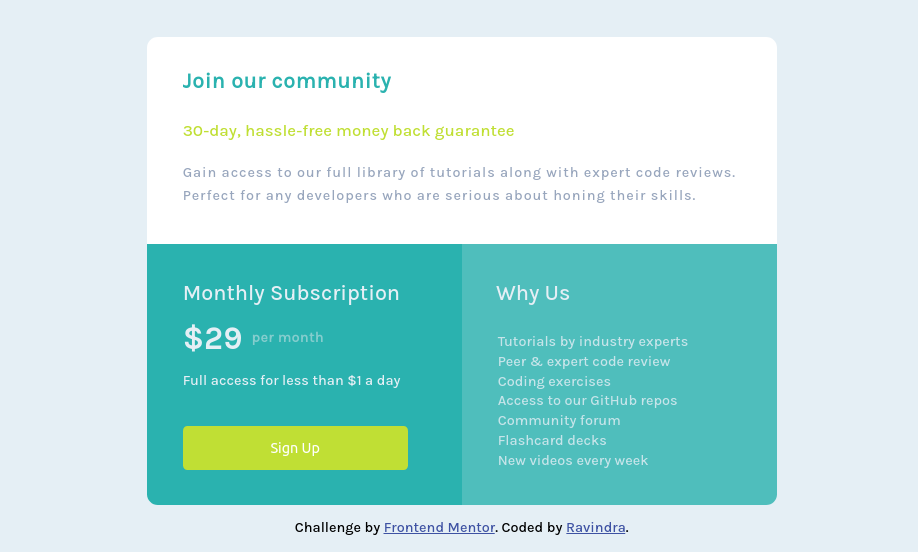 Join our community
30-day, hassle-free money back guarantee
Gain access to our full library of tutorials along with expert code reviews.
Perfect for any developers who are serious about honing their skills.
Monthly Subscription
$29 per month
Full access for less than $1 a day
Sign Up
Why Us
Tutorials by industry experts
Peer & expert code review
Coding exercises
Access to our GitHub repos
Community forum
Flashcard decks
New videos every week
Challenge by Frontend Mentor. Coded by Ravindra.